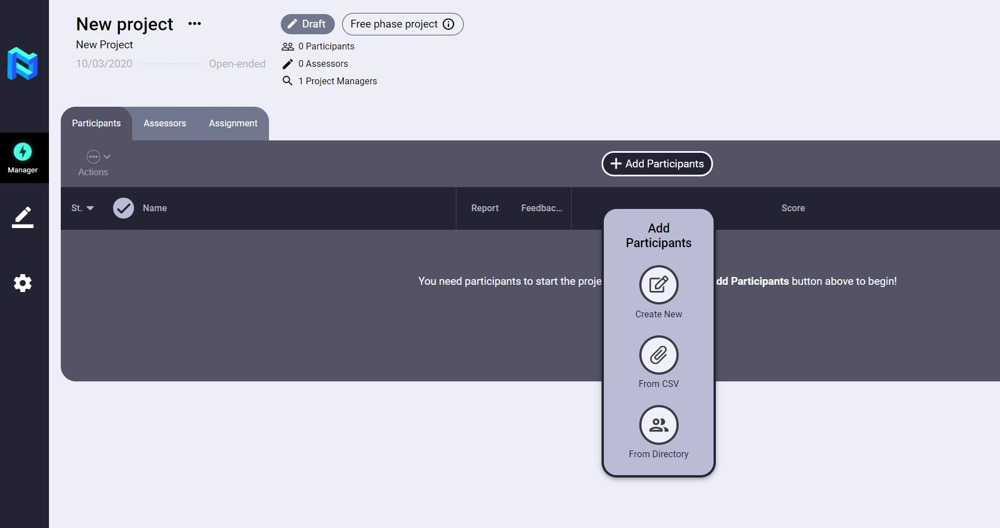 New project
New Project
10/03/2020
Open-ended
Draft
Free phase project
0 Participants
0 Assessors
1 Project Managers
Participants
Assessors
Assignment
Manager
Actions
Add Participants
St.
Name
Report
Feedbac...
Score
You need participants to start the proje
dd Participants button above to begin!
Add
Participants
Create New
From CSV
From Directory